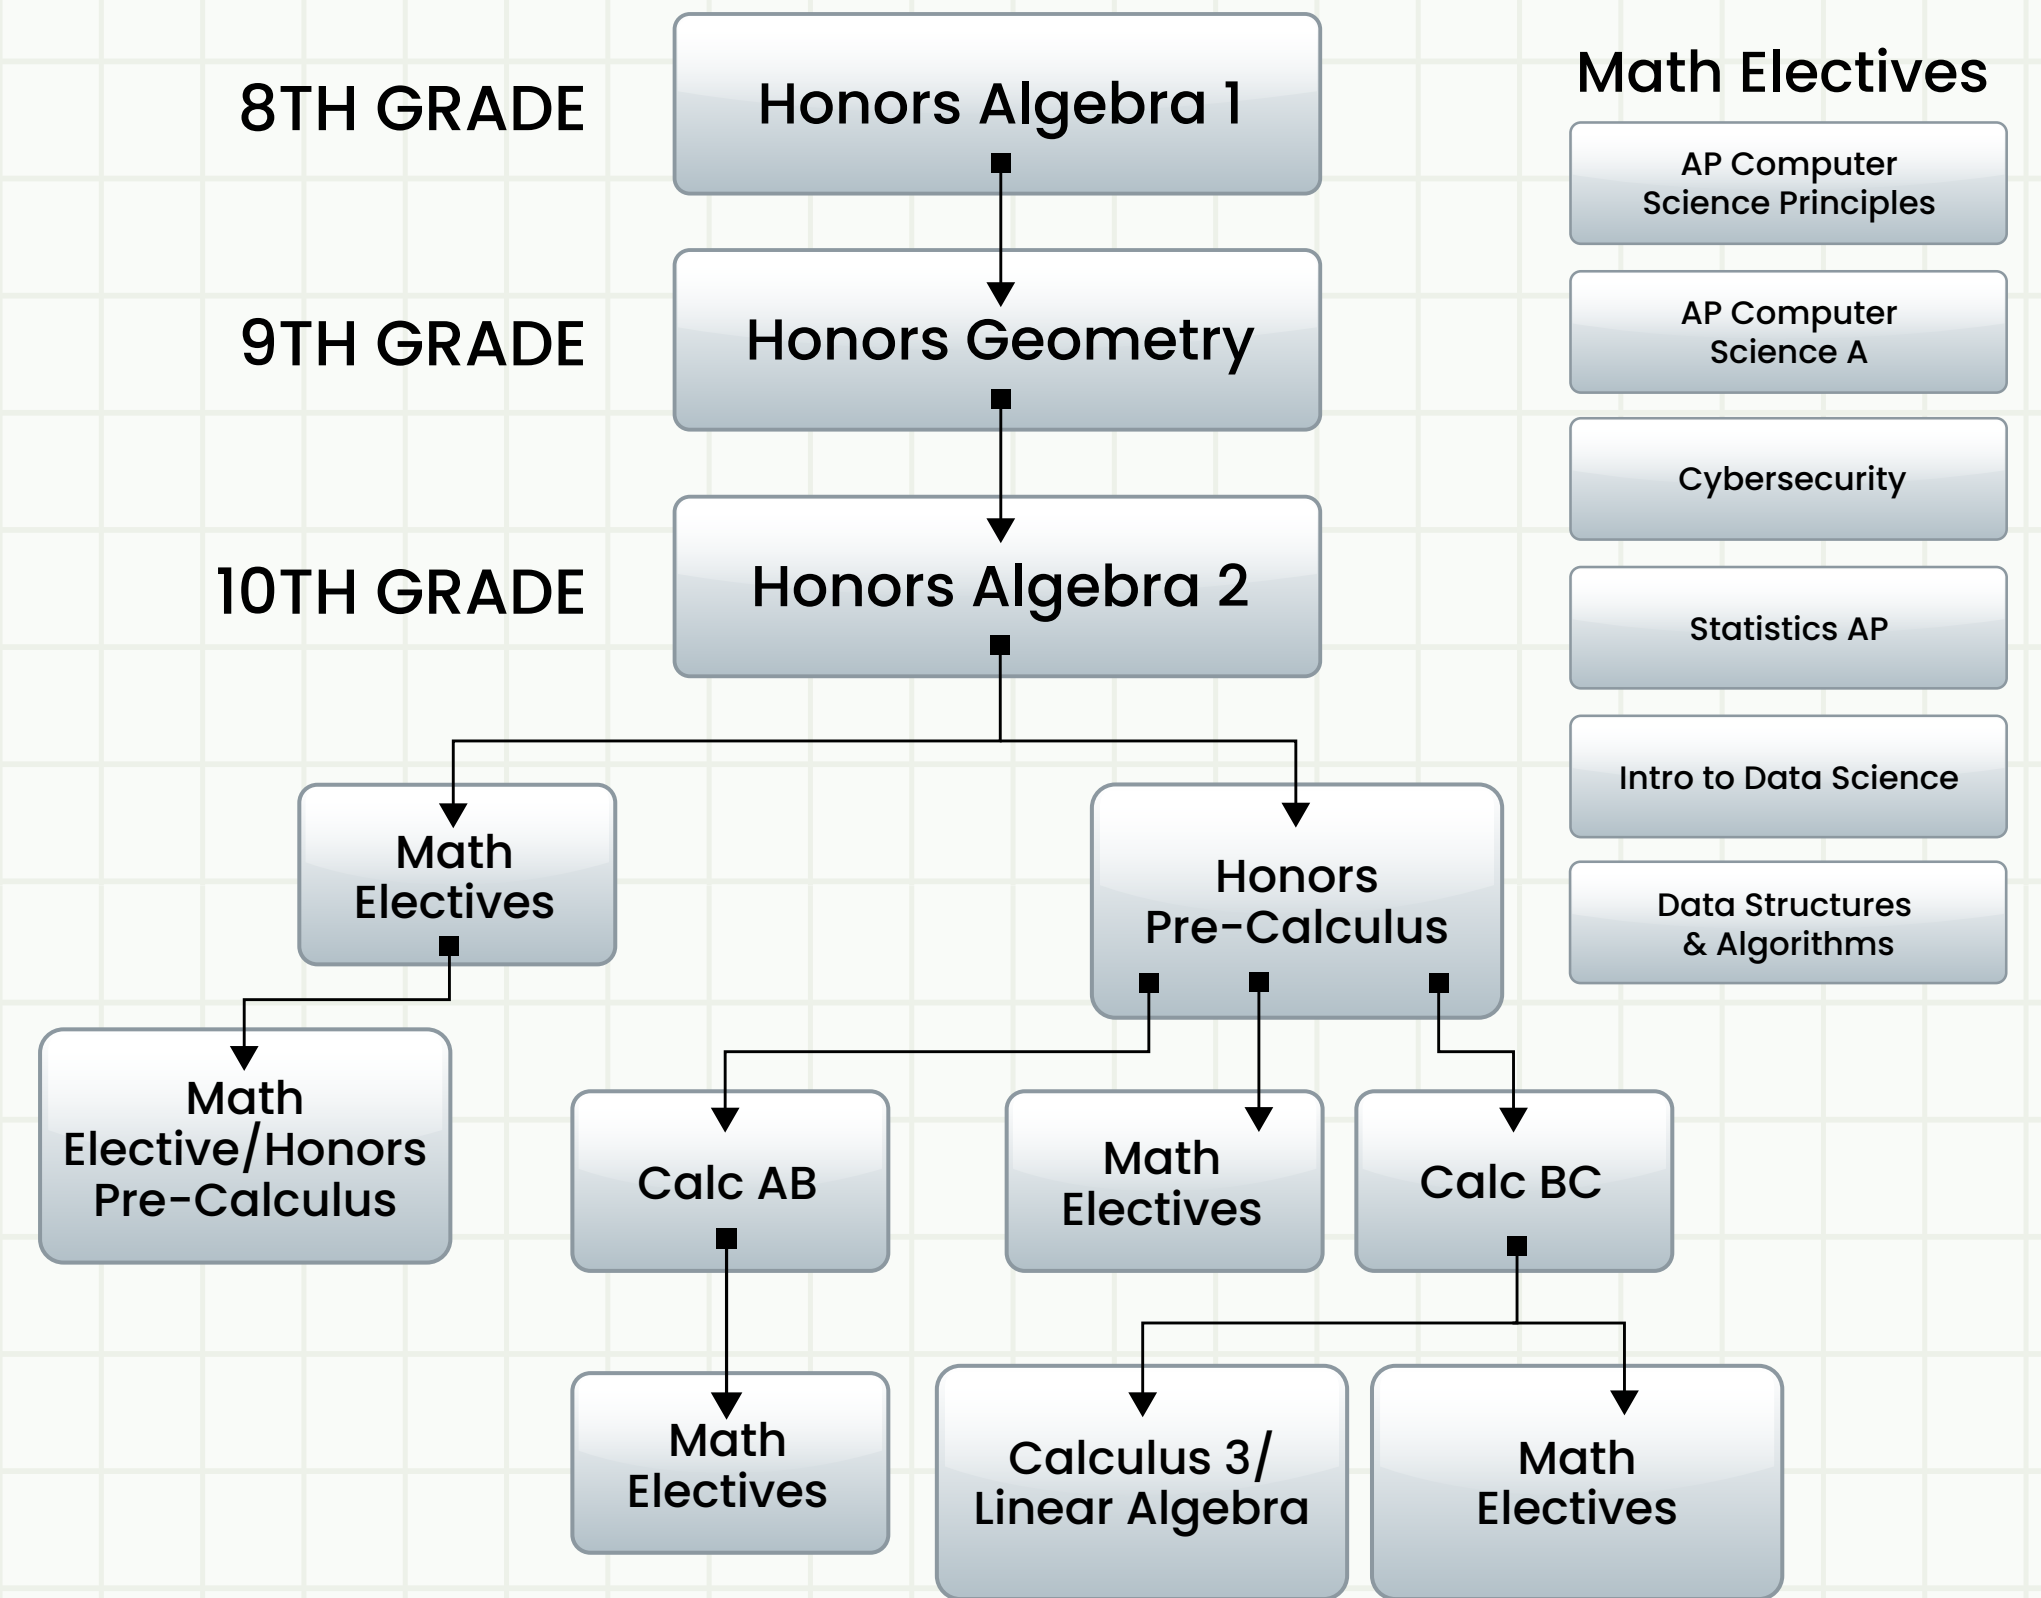 8TH GRADE
Honors Algebra 1
9TH GRADE
Honors Geometry
10TH GRADE
Honors Algebra 2
Math
Electives
Honors
Pre-Calculus
Math
Elective/Honors
Pre-Calculus
Calc AB
Math
Electives
Calc BC
Math
Electives
Calculus 3/
Linear Algebra
Math
Electives
Math Electives
AP Computer
Science Principles
AP Computer
Science A
Cybersecurity
Statistics AP
Intro to Data Science
Data Structures
& Algorithms